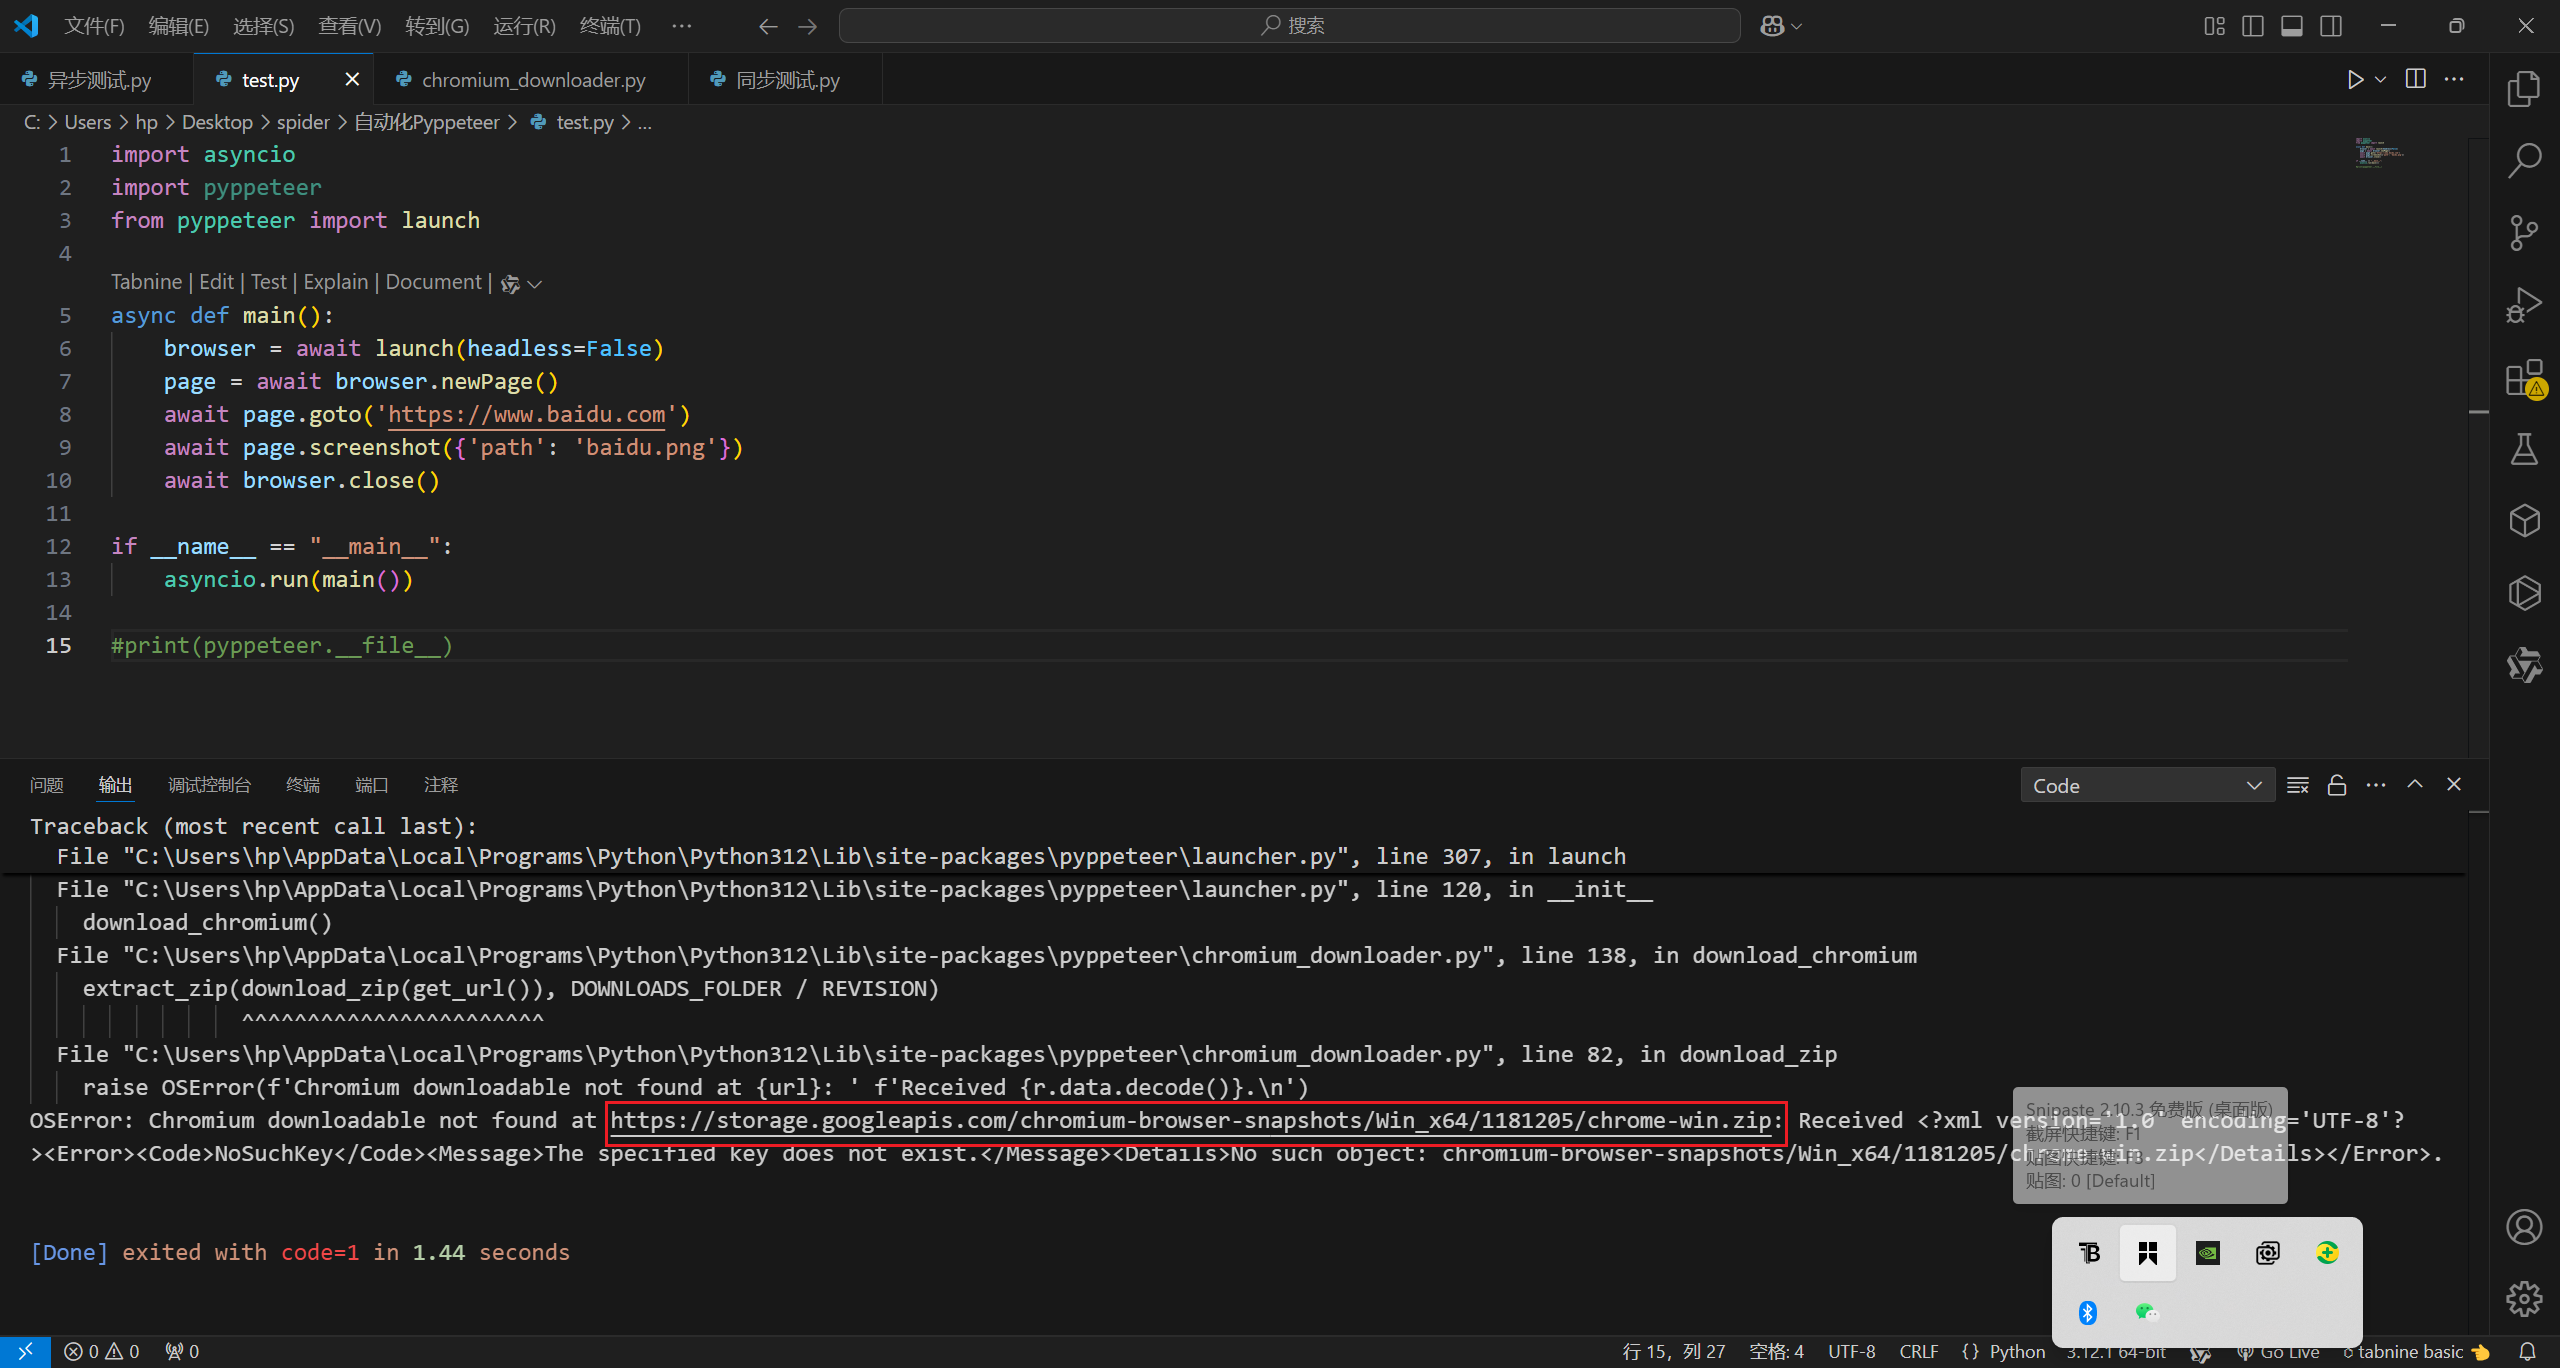 文件(F) 编辑(E) 选择(S) 查看(V) 转到(G) 运行(R) 终端(T) ··· 搜索
异步测试.py test.py chromium_downloader.py 同步测试.py
C: > Users > hp > Desktop > spider > 自动化Pyppeteer > test.py > ...
1 import asyncio
2 import pyppeteer
3 from pyppeteer import launch
4
Tabnine | Edit | Test | Explain | Document |
5 async def main():
6     browser = await launch(headless=False)
7     page = await browser.newPage()
8     await page.goto('https://www.baidu.com')
9     await page.screenshot({'path': 'baidu.png'})
10     await browser.close()
11
12 if __name__ == "__main__":
13     asyncio.run(main())
14
15 #print(pyppeteer.__file__)
问题 输出 调试控制台 终端 端口 注释 Code
Traceback (most recent call last):
  File "C:\Users\hp\AppData\Local\Programs\Python\Python312\Lib\site-packages\pyppeteer\launcher.py", line 307, in launch
  File "C:\Users\hp\AppData\Local\Programs\Python\Python312\Lib\site-packages\pyppeteer\launcher.py", line 120, in __init__
    download_chromium()
  File "C:\Users\hp\AppData\Local\Programs\Python\Python312\Lib\site-packages\pyppeteer\chromium_downloader.py", line 138, in download_chromium
    extract_zip(download_zip(get_url()), DOWNLOADS_FOLDER / REVISION)
                ^^^^^^^^^^^^^^^^^^^^^^^
  File "C:\Users\hp\AppData\Local\Programs\Python\Python312\Lib\site-packages\pyppeteer\chromium_downloader.py", line 82, in download_zip
    raise OSError(f'Chromium downloadable not found at {url}: ' f'Received {r.data.decode()}.\n')
OSError: Chromium downloadable not found at https://storage.googleapis.com/chromium-browser-snapshots/Win_x64/1181205/chrome-win.zip: Received <?xml version='1.0' encoding='UTF-8'?
><Error><Code>NoSuchKey</Code><Message>The specified key does not exist.</Message><Details>No such object: chromium-browser-snapshots/Win_x64/1181205/chrome-win.zip</Details></Error>.
Snipaste 2.10.3 免费版 (桌面版)
截屏快捷键: F1
贴图快捷键: F3
贴图: 0 [Default]
[Done] exited with code=1 in 1.44 seconds
0 0 0 行 15，列 27 空格: 4 UTF-8 CRLF {} Python 3.12.1 64-bit Go Live tabnine basic